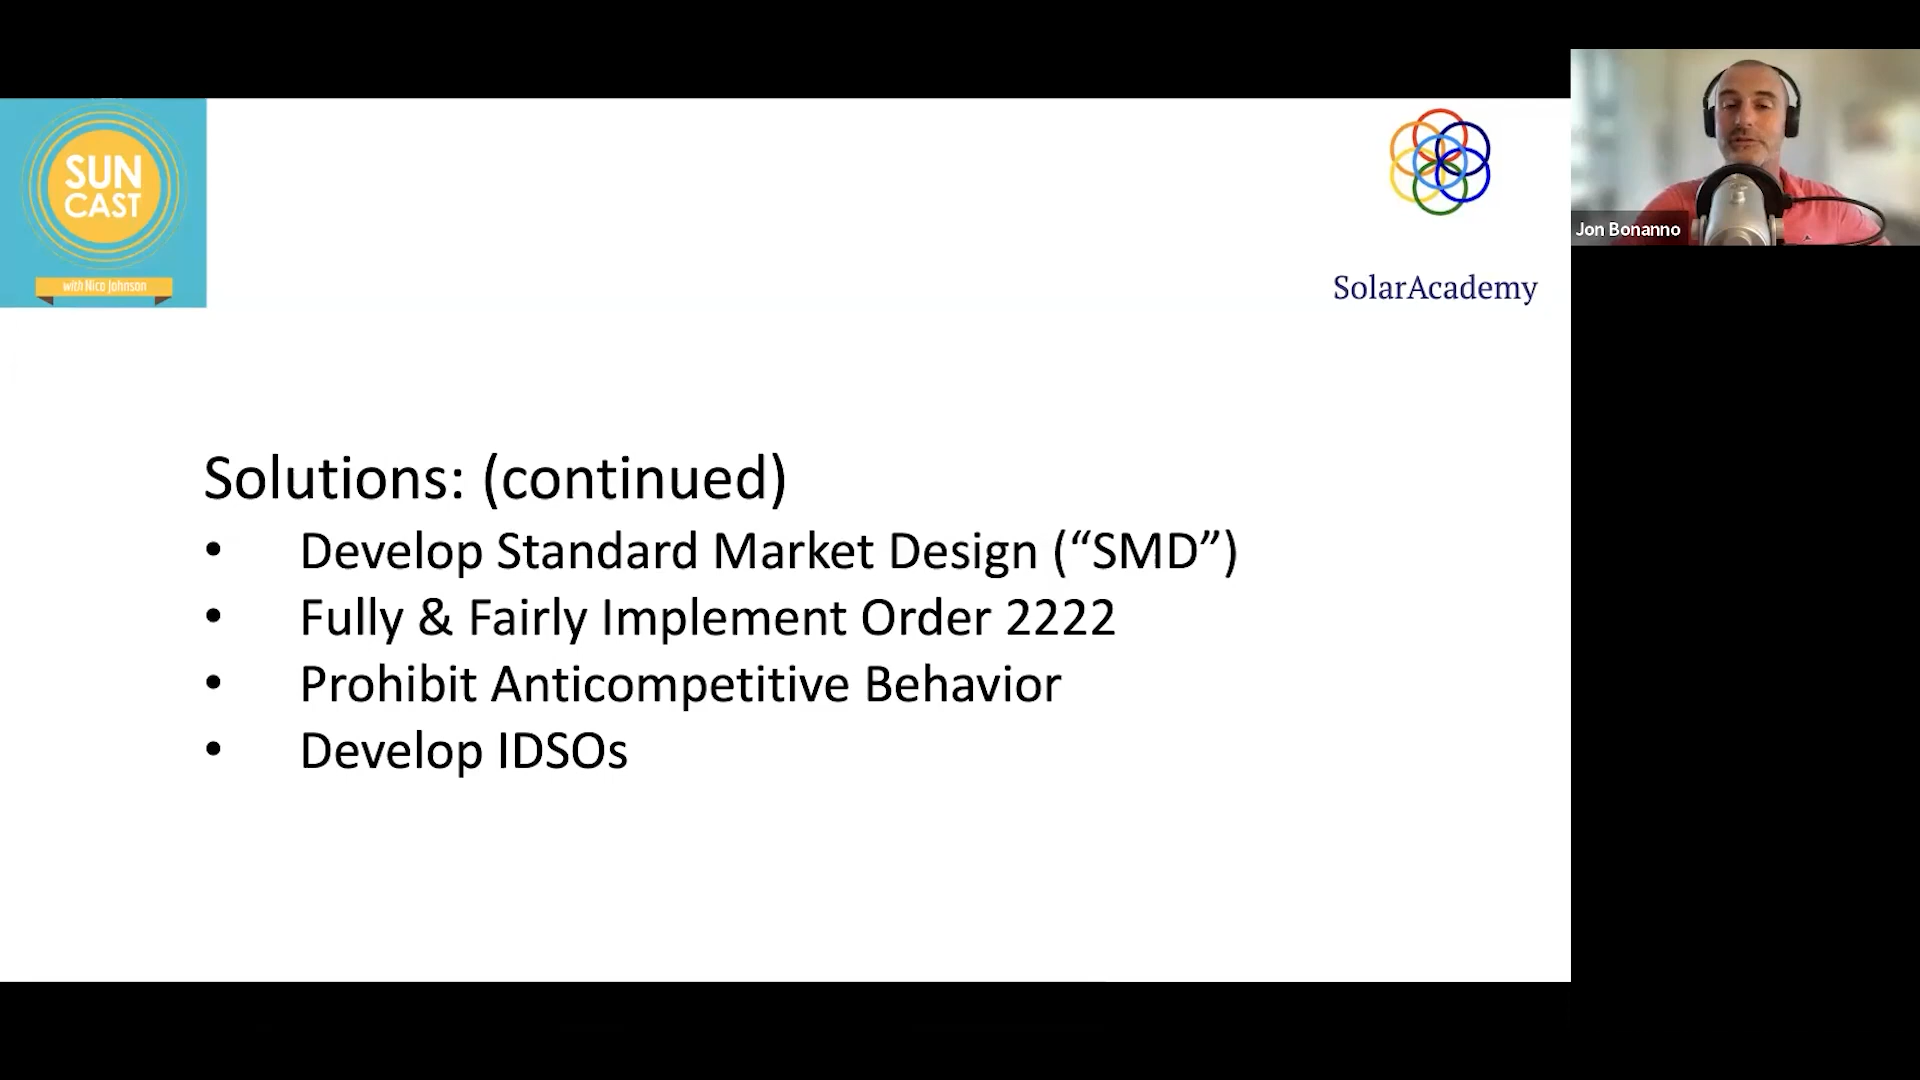 SUN
CAST
with Nico Johnson
SolarAcademy
Jon Bonanno
Solutions: (continued)
• Develop Standard Market Design (“SMD”)
• Fully & Fairly Implement Order 2222
• Prohibit Anticompetitive Behavior
• Develop IDSOs